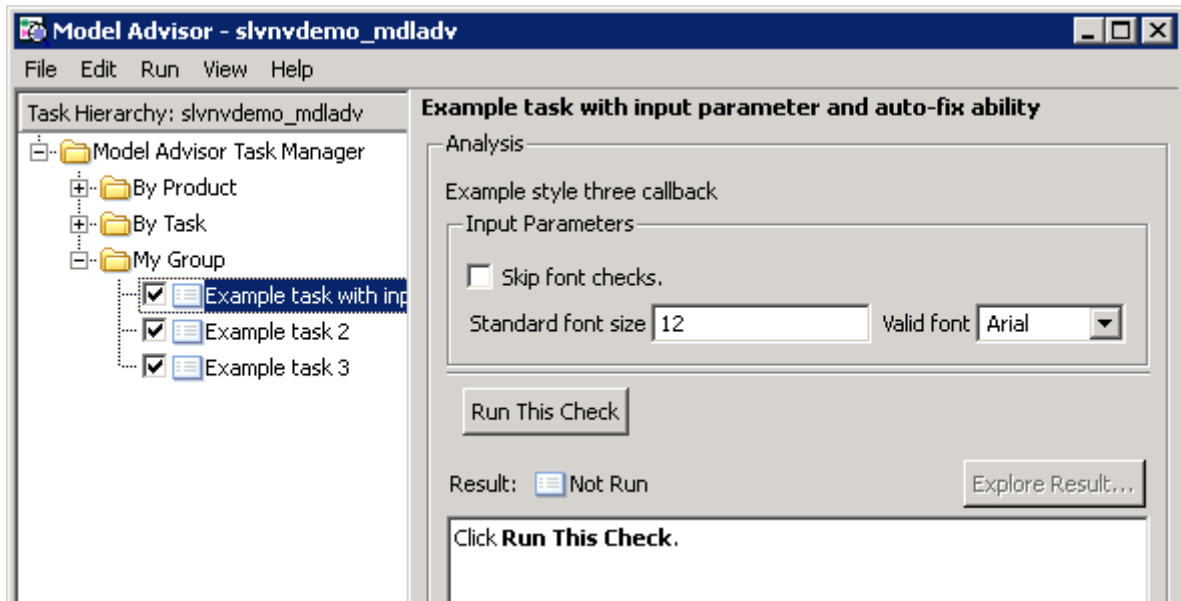 Model Advisor - slvnvdemo_mdladv
File Edit Run View Help
Task Hierarchy: slvnvdemo_mdladv
Model Advisor Task Manager
By Product
By Task
My Group
Example task with inp
Example task 2
Example task 3
Example task with input parameter and auto-fix ability
Analysis
Example style three callback
Input Parameters
Skip font checks.
Standard font size 12 Valid font Arial
Run This Check
Result: Not Run Explore Result...
Click Run This Check.